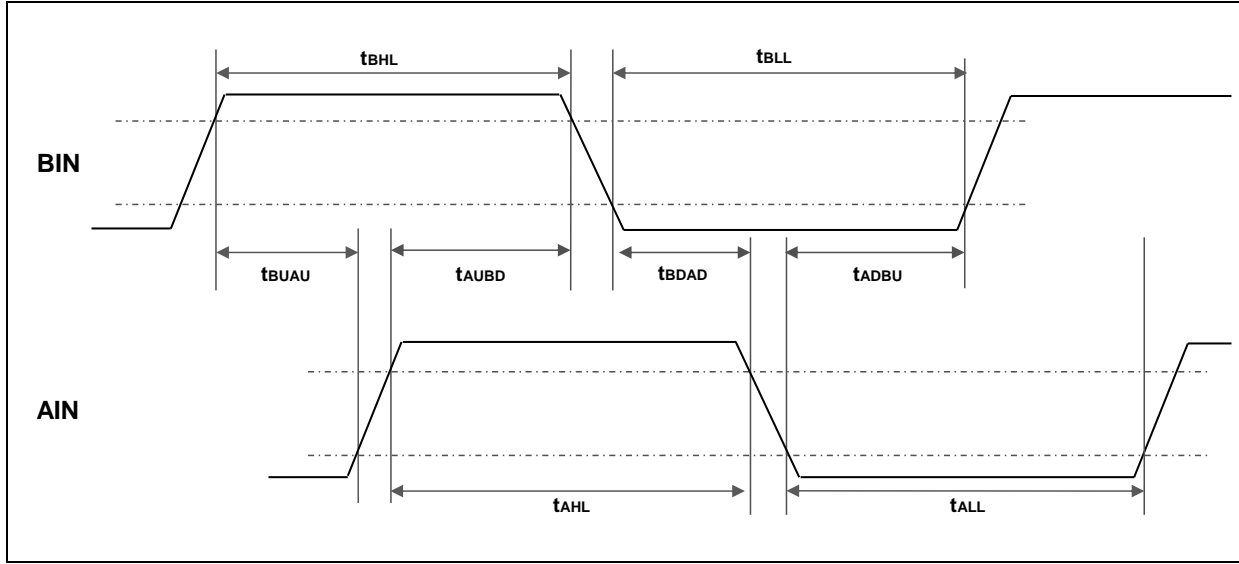 tBHL
tBLL
BIN
tBUAU
tAUBD
tBDAD
tADBU
AIN
tAHL
tALL